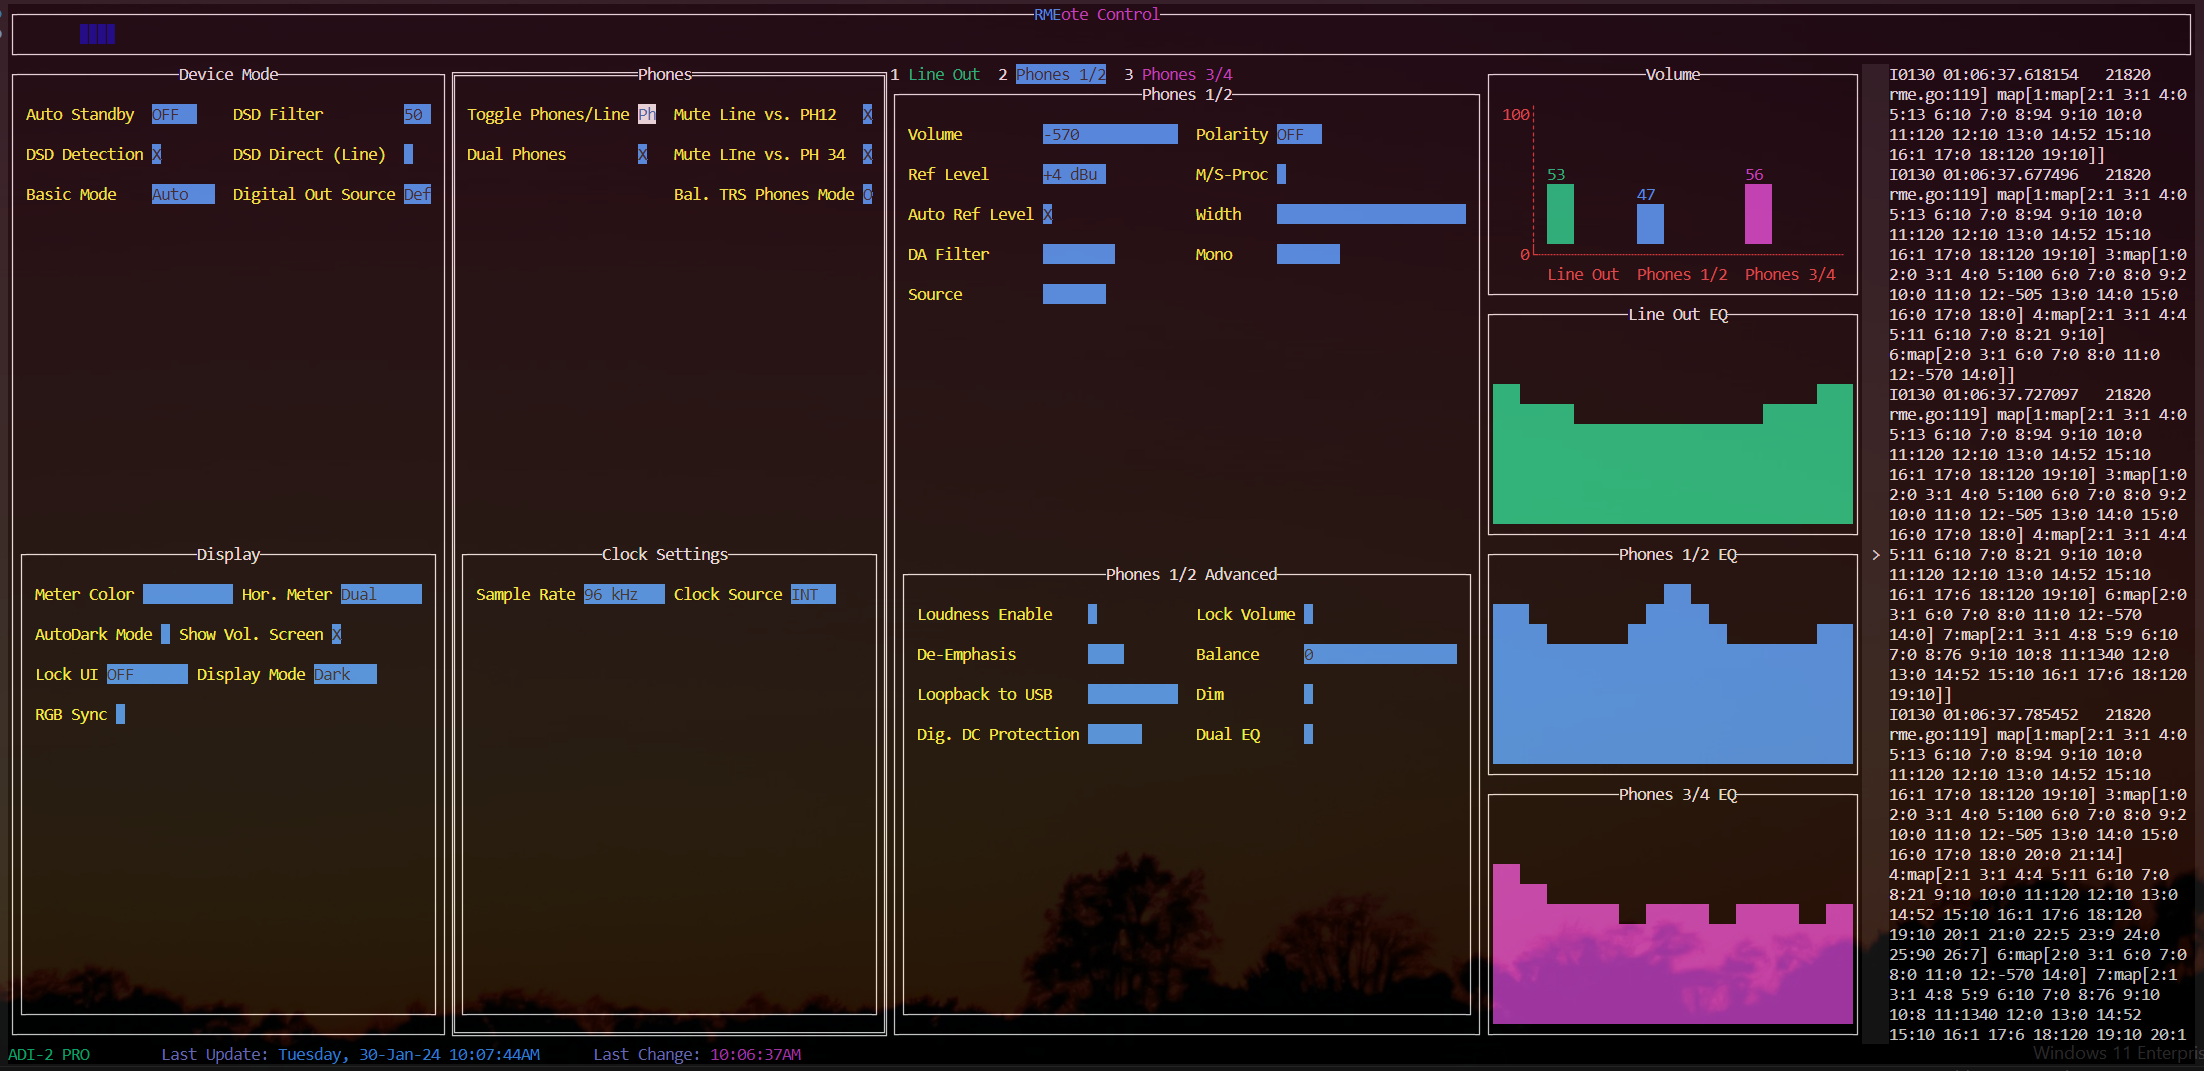 RMEote Control
Device Mode
Auto Standby OFF DSD Filter 50
DSD Detection X DSD Direct (Line)
Basic Mode Auto Digital Out Source Def
Display
Meter Color Hor. Meter Dual
AutoDark Mode Show Vol. Screen X
Lock UI OFF Display Mode Dark
RGB Sync
Phones
Toggle Phones/Line Ph Mute Line vs. PH12 X
Dual Phones X Mute LIne vs. PH 34 X
Bal. TRS Phones Mode O
Clock Settings
Sample Rate 96 kHz Clock Source INT
1 Line Out 2 Phones 1/2 3 Phones 3/4
Phones 1/2
Volume -570 Polarity OFF
Ref Level +4 dBu M/S-Proc
Auto Ref Level X Width
DA Filter Mono
Source
Phones 1/2 Advanced
Loudness Enable Lock Volume
De-Emphasis Balance 0
Loopback to USB Dim
Dig. DC Protection Dual EQ
Volume
100
53 47 56
0
Line Out Phones 1/2 Phones 3/4
Line Out EQ
Phones 1/2 EQ
Phones 3/4 EQ
I0130 01:06:37.618154 21820
rme.go:119] map[1:map[2:1 3:1 4:0
5:13 6:10 7:0 8:94 9:10 10:0
11:120 12:10 13:0 14:52 15:10
16:1 17:0 18:120 19:10]]
I0130 01:06:37.677496 21820
rme.go:119] map[1:map[2:1 3:1 4:0
5:13 6:10 7:0 8:94 9:10 10:0
11:120 12:10 13:0 14:52 15:10
16:1 17:0 18:120 19:10] 3:map[1:0
2:0 3:1 4:0 5:100 6:0 7:0 8:0 9:2
10:0 11:0 12:-505 13:0 14:0 15:0
16:0 17:0 18:0] 4:map[2:1 3:1 4:4
5:11 6:10 7:0 8:21 9:10]
6:map[2:0 3:1 6:0 7:0 8:0 11:0
12:-570 14:0]]
I0130 01:06:37.727097 21820
rme.go:119] map[1:map[2:1 3:1 4:0
5:13 6:10 7:0 8:94 9:10 10:0
11:120 12:10 13:0 14:52 15:10
16:1 17:0 18:120 19:10] 3:map[1:0
2:0 3:1 4:0 5:100 6:0 7:0 8:0 9:2
10:0 11:0 12:-505 13:0 14:0 15:0
16:0 17:0 18:0] 4:map[2:1 3:1 4:4
> 5:11 6:10 7:0 8:21 9:10 10:0
11:120 12:10 13:0 14:52 15:10
16:1 17:6 18:120 19:10] 6:map[2:0
3:1 6:0 7:0 8:0 11:0 12:-570
14:0] 7:map[2:1 3:1 4:8 5:9 6:10
7:0 8:76 9:10 10:8 11:1340 12:0
13:0 14:52 15:10 16:1 17:6 18:120
19:10]]
I0130 01:06:37.785452 21820
rme.go:119] map[1:map[2:1 3:1 4:0
5:13 6:10 7:0 8:94 9:10 10:0
11:120 12:10 13:0 14:52 15:10
16:1 17:0 18:120 19:10] 3:map[1:0
2:0 3:1 4:0 5:100 6:0 7:0 8:0 9:2
10:0 11:0 12:-505 13:0 14:0 15:0
16:0 17:0 18:0 20:0 21:14]
4:map[2:1 3:1 4:4 5:11 6:10 7:0
8:21 9:10 10:0 11:120 12:10 13:0
14:52 15:10 16:1 17:6 18:120
19:10 20:1 21:0 22:5 23:9 24:0
25:90 26:7] 6:map[2:0 3:1 6:0 7:0
8:0 11:0 12:-570 14:0] 7:map[2:1
3:1 4:8 5:9 6:10 7:0 8:76 9:10
10:8 11:1340 12:0 13:0 14:52
15:10 16:1 17:6 18:120 19:10 20:1
ADI-2 PRO Last Update: Tuesday, 30-Jan-24 10:07:44AM Last Change: 10:06:37AM
Windows 11 Enterpris